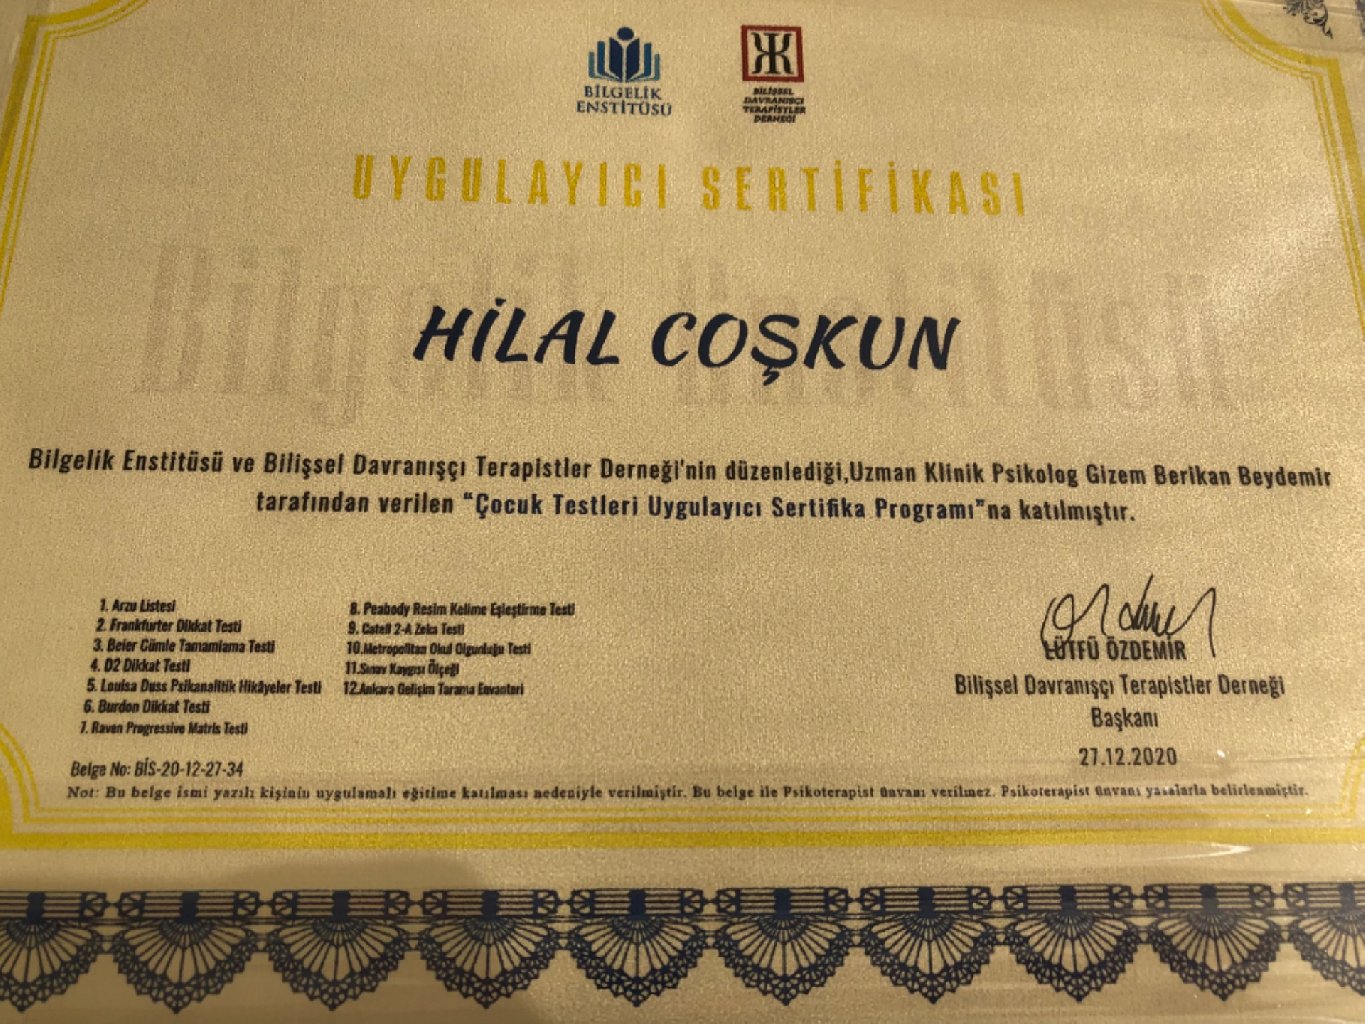 BİLGELİK
ENSTİTÜSÜ
BİLİŞSEL
DAVRANIŞÇI
TERAPİSTLER
DERNEĞİ
UYGULAYICI SERTİFİKASI
Bilgelik Enstitüsü
HİLAL COŞKUN
Bilgelik Enstitüsü ve Bilişsel Davranışçı Terapistler Derneği'nin düzenlediği,Uzman Klinik Psikolog Gizem Berikan Beydemir
tarafından verilen “Çocuk Testleri Uygulayıcı Sertifika Programı”na katılmıştır.
1. Arzu Listesi
2. Frankfurter Dikkat Testi
3. Beier Cümle Tamamlama Testi
4. D2 Dikkat Testi
5. Louisa Duss Psikanalitik Hikâyeler Testi
6. Burdon Dikkat Testi
7. Raven Progressive Matris Testi
8. Peabody Resim Kelime Eşleştirme Testi
9. Catell 2-A Zeka Testi
10.Metropolitan Okul Olgunluğu Testi
11.Sınav Kaygısı Ölçeği
12.Ankara Gelişim Tarama Envanteri
LÜTFÜ ÖZDEMİR
Bilişsel Davranışçı Terapistler Derneği
Başkanı
27.12.2020
Belge No: BİS-20-12-27-34
Not: Bu belge ismi yazılı kişinin uygulamalı eğitime katılması nedeniyle verilmiştir. Bu belge ile Psikoterapist ünvanı verilmez. Psikoterapist ünvanı yasalarla belirlenmiştir.